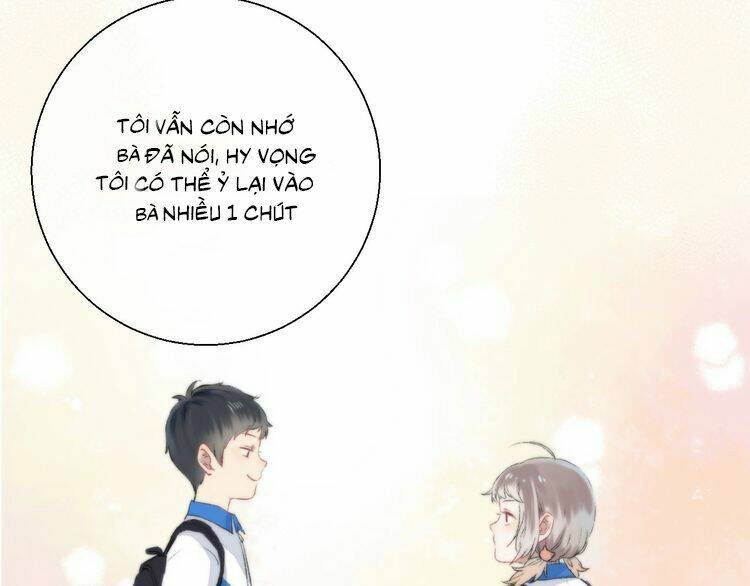 TÔI VẪN CÒN NHỚ
BÀ ĐÃ NÓI, HY VỌNG
TÔI CÓ THỂ Ỷ LẠI VÀO
BÀ NHIỀU 1 CHÚT